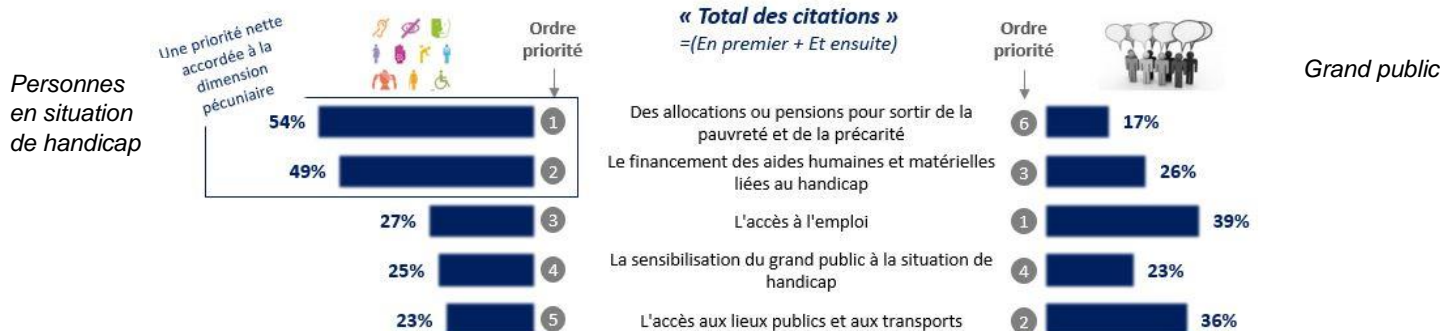 « Total des citations »
=(En premier + Et ensuite)
Ordre
priorité
Ordre
priorité
Personnes
en situation
de handicap
Grand public
Une priorité nette
accordée à la
dimension
pécuniaire
54%
1
Des allocations ou pensions pour sortir de la
pauvreté et de la précarité
6
17%
49%
2
Le financement des aides humaines et matérielles
liées au handicap
3
26%
27%
3
L'accès à l'emploi
1
39%
25%
4
La sensibilisation du grand public à la situation de
handicap
4
23%
23%
5
L'accès aux lieux publics et aux transports
2
36%